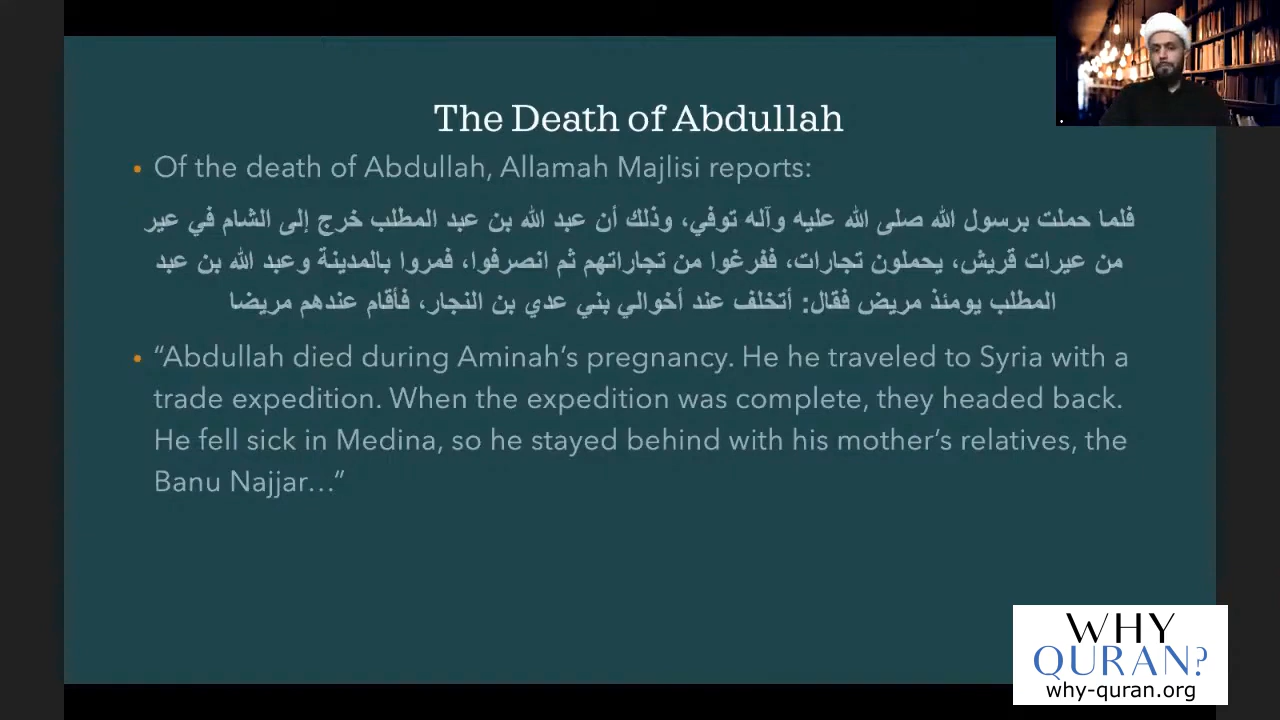 The Death of Abdullah
• Of the death of Abdullah, Allamah Majlisi reports:
فلما حملت برسول الله صلى الله عليه وآله توفي، وذلك أن عبد الله بن عبد المطلب خرج إلى الشام في عير
من عيرات قريش، يحملون تجارات، ففرغوا من تجاراتهم ثم انصرفوا، فمروا بالمدينة وعبد الله بن عبد
المطلب يومئذ مريض فقال: أتخلف عند أخوالي بني عدي بن النجار، فأقام عندهم مريضا
• “Abdullah died during Aminah’s pregnancy. He he traveled to Syria with a
trade expedition. When the expedition was complete, they headed back.
He fell sick in Medina, so he stayed behind with his mother’s relatives, the
Banu Najjar…”
WHY
QURAN?
why-quran.org